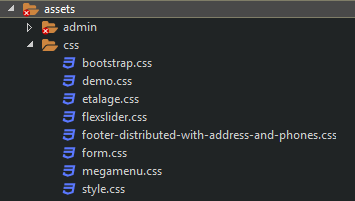 assets
admin
css
bootstrap.css
demo.css
etalage.css
flexslider.css
footer-distributed-with-address-and-phones.css
form.css
megamenu.css
style.css